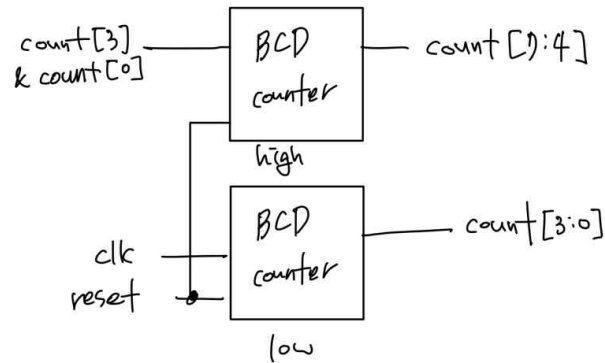 count[3]
& count[0]
BCD
counter
count[7:4]
high
BCD
counter
count[3:0]
clk
reset
low